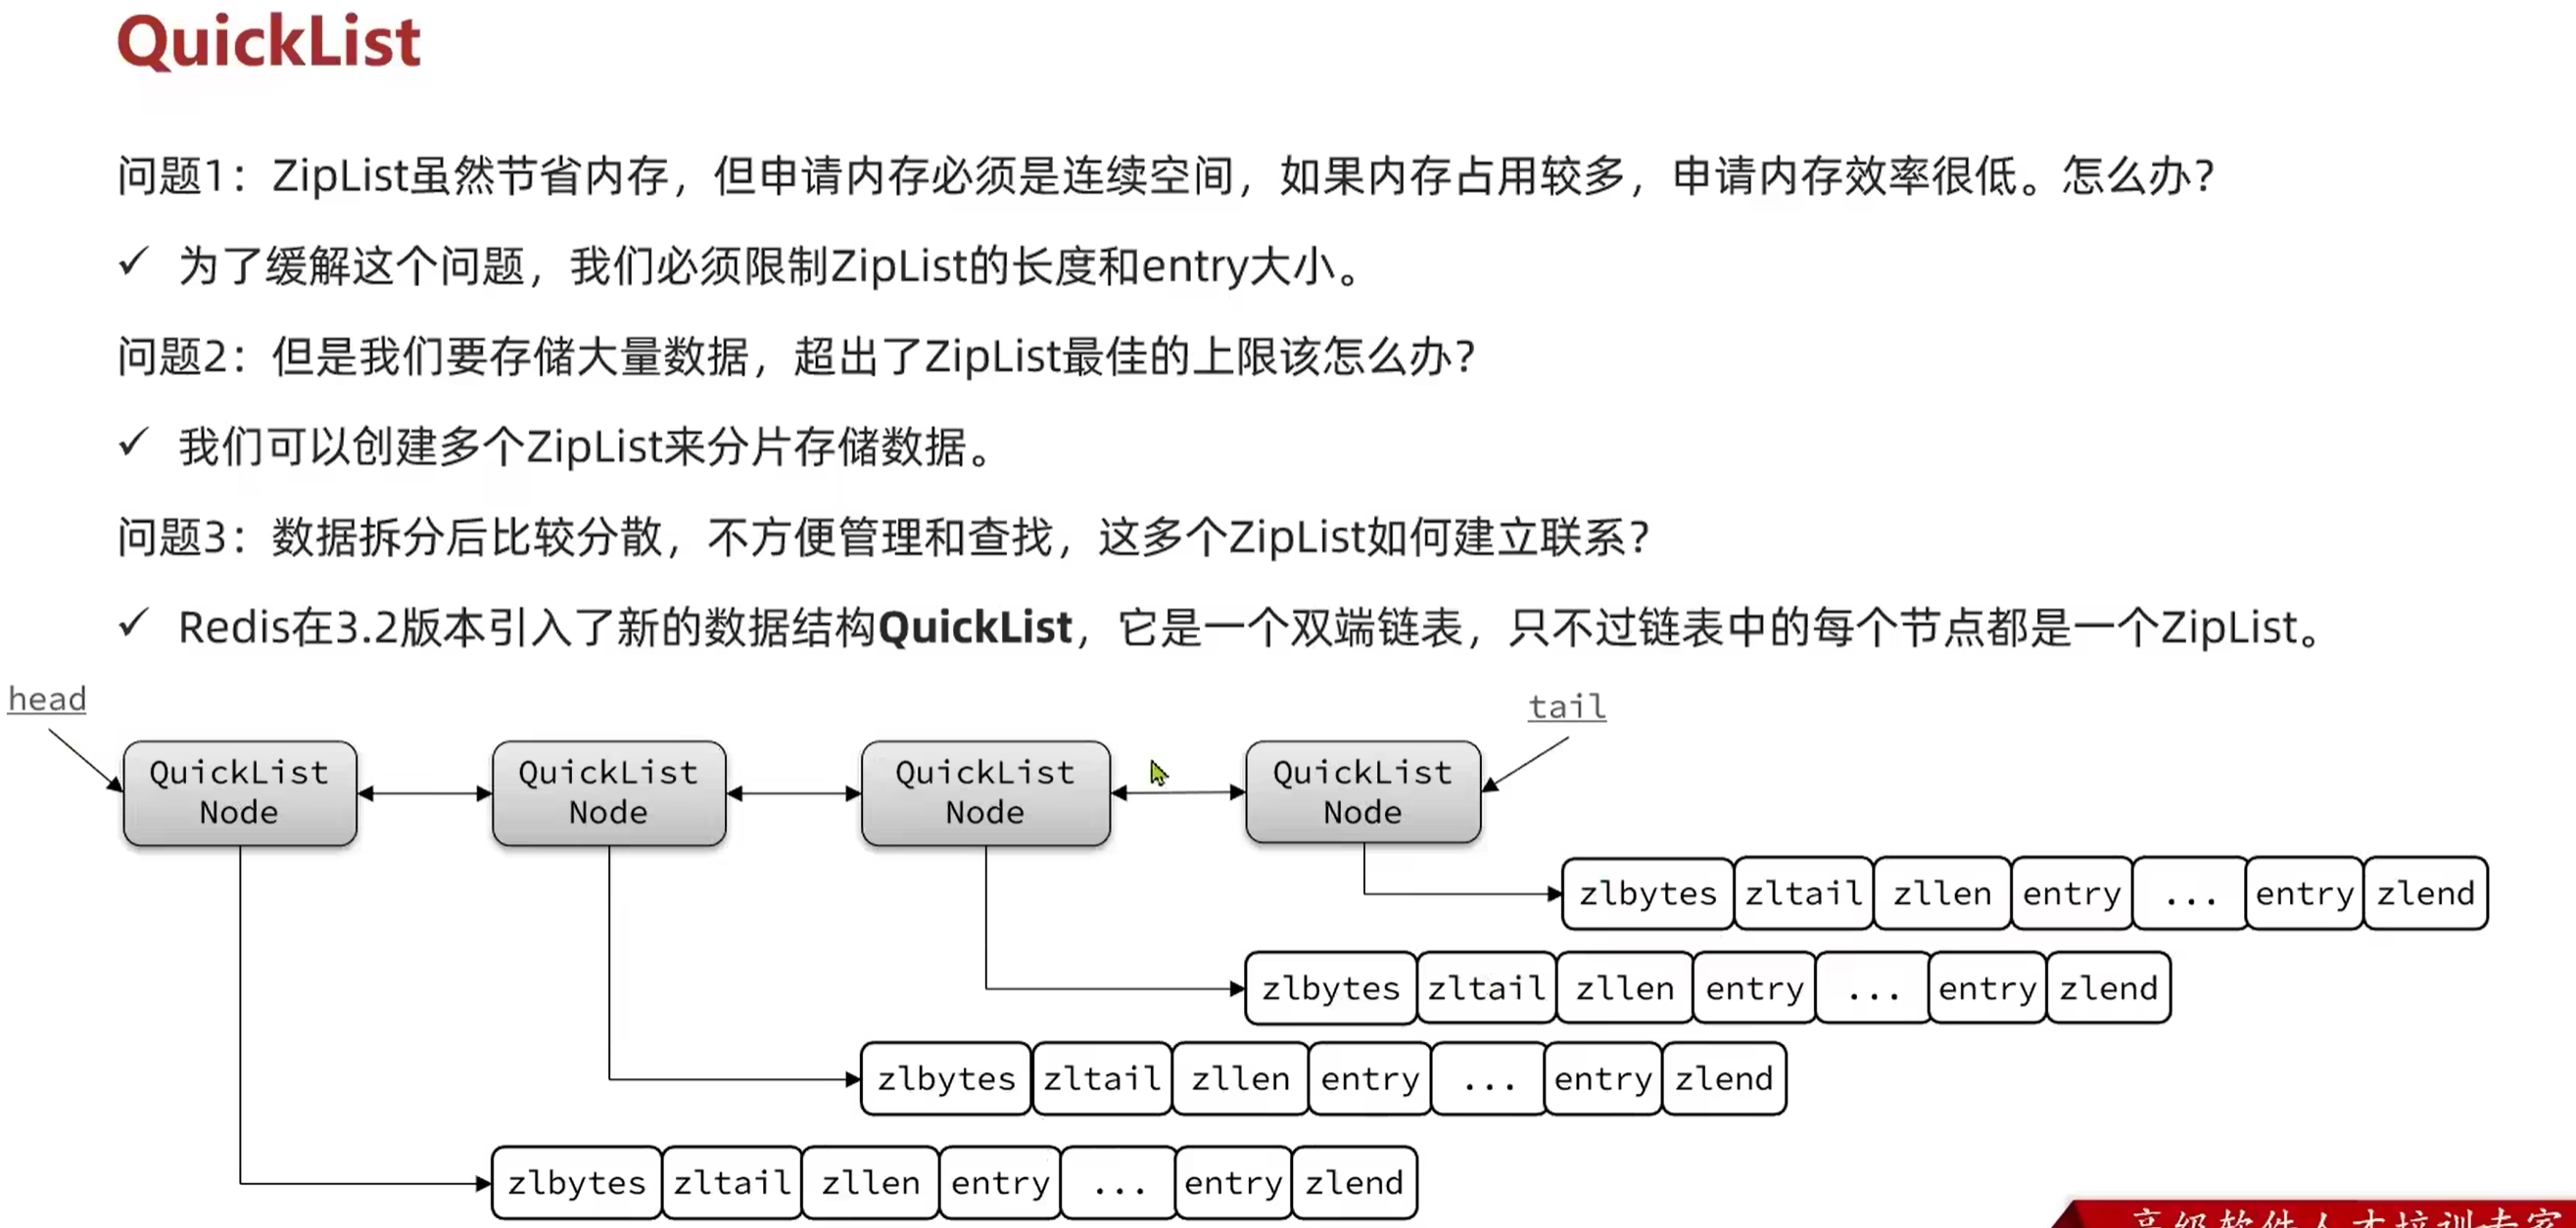 QuickList
问题1：ZipList虽然节省内存，但申请内存必须是连续空间，如果内存占用较多，申请内存效率很低。怎么办？
✓ 为了缓解这个问题，我们必须限制ZipList的长度和entry大小。
问题2：但是我们要存储大量数据，超出了ZipList最佳的上限该怎么办？
✓ 我们可以创建多个ZipList来分片存储数据。
问题3：数据拆分后比较分散，不方便管理和查找，这多个ZipList如何建立联系？
✓ Redis在3.2版本引入了新的数据结构QuickList，它是一个双端链表，只不过链表中的每个节点都是一个ZipList。
head
tail
QuickList
Node
QuickList
Node
QuickList
Node
QuickList
Node
zlbytes zltail zllen entry ... entry zlend
zlbytes zltail zllen entry ... entry zlend
zlbytes zltail zllen entry ... entry zlend
zlbytes zltail zllen entry ... entry zlend
高级软件人才培训专家